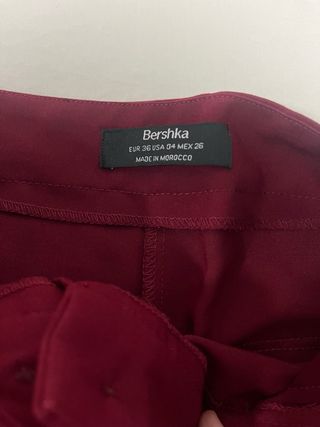 Bershka
EUR 36 USA 04 MEX 26
MADE IN MOROCCO